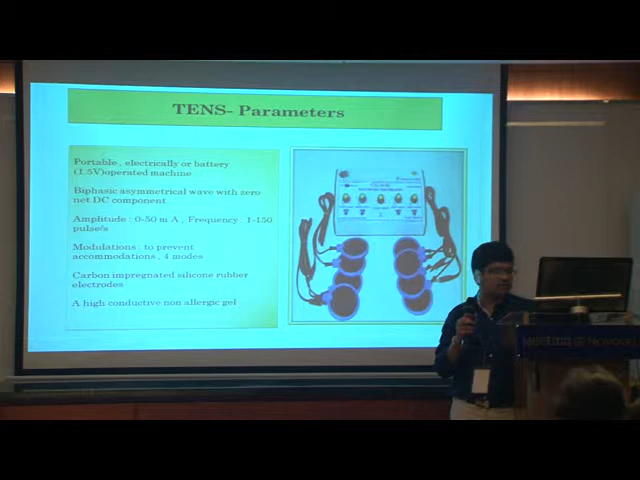 TENS- Parameters
Portable , electrically or battery
(1.5V)operated machine
Biphasic asymmetrical wave with zero
net DC component
Amplitude : 0-50 m A , Frequency : 1-150
pulse/s
Modulations : to prevent
accommodations , 4 modes
Carbon impregnated silicone rubber
electrodes
A high conductive non allergic gel
Meeting @